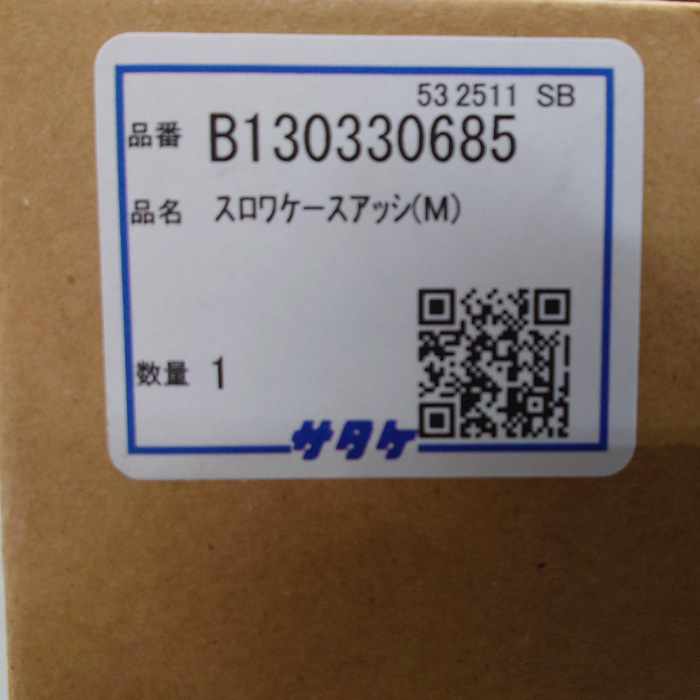 53 2511 SB
品番 B130330685
品名 スロワケースアッシ(M)
数量 1
サタケ